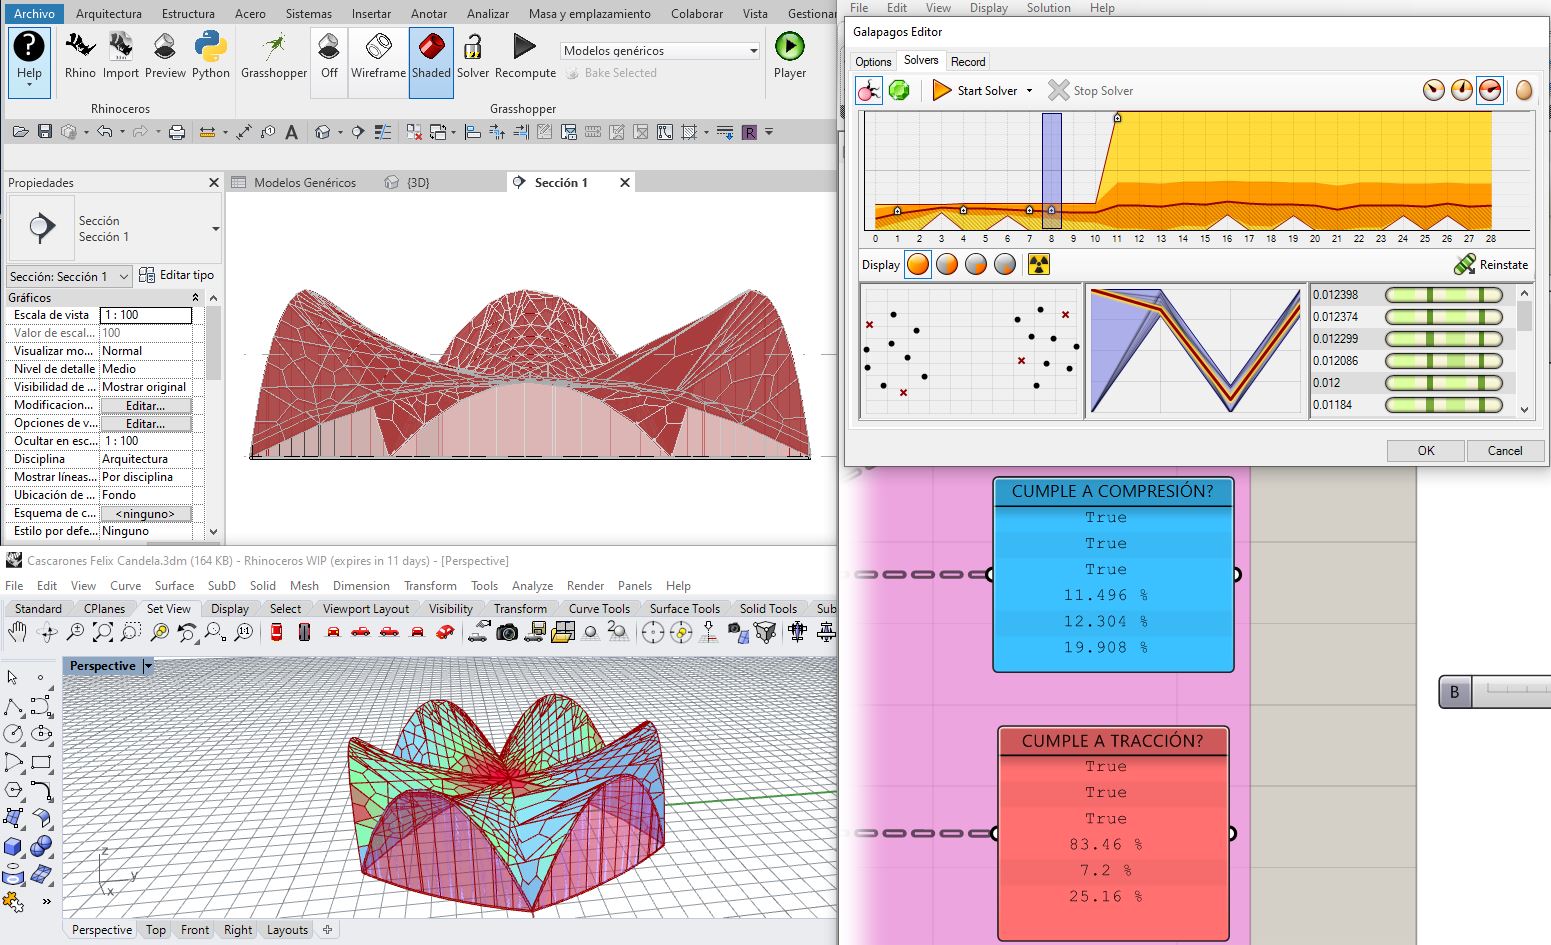 Archivo Arquitectura Estructura Acero Sistemas Insertar Anotar Analizar Masa y emplazamiento Colaborar Vista Gestionar
Help Rhino Import Preview Python Grasshopper Off Wireframe Shaded Solver Recompute
Modelos genéricos
Bake Selected
Player
Rhinoceros
Grasshopper
A
R
Propiedades
Sección
Sección 1
Sección: Sección 1
Editar tipo
Gráficos
Escala de vista 1 : 100
Valor de escal... 100
Visualizar mo... Normal
Nivel de detalle Medio
Visibilidad de ... Mostrar original
Modificacion... Editar...
Opciones de v... Editar...
Ocultar en esc... 1 : 100
Disciplina Arquitectura
Mostrar líneas... Por disciplina
Ubicación de ... Fondo
Esquema de c... <ninguno>
Estilo por defe... Ninguno
Modelos Genéricos
{3D}
Sección 1
File Edit View Display Solution Help
Galapagos Editor
Options Solvers Record
Start Solver
Stop Solver
0 1 2 3 4 5 6 7 8 9 10 11 12 13 14 15 16 17 18 19 20 21 22 23 24 25 26 27 28
Display
Reinstate
0.012398
0.012374
0.012299
0.012086
0.012
0.01184
OK Cancel
CUMPLE A COMPRESIÓN?
True
True
True
11.496 %
12.304 %
19.908 %
B
CUMPLE A TRACCIÓN?
True
True
True
83.46 %
7.2 %
25.16 %
Cascarones Felix Candela.3dm (164 KB) - Rhinoceros WIP (expires in 11 days) - [Perspective]
File Edit View Curve Surface SubD Solid Mesh Dimension Transform Tools Analyze Render Panels Help
Standard CPlanes Set View Display Select Viewport Layout Visibility Transform Curve Tools Surface Tools Solid Tools Sub
1:1
2
Perspective
z
y
x
Perspective Top Front Right Layouts